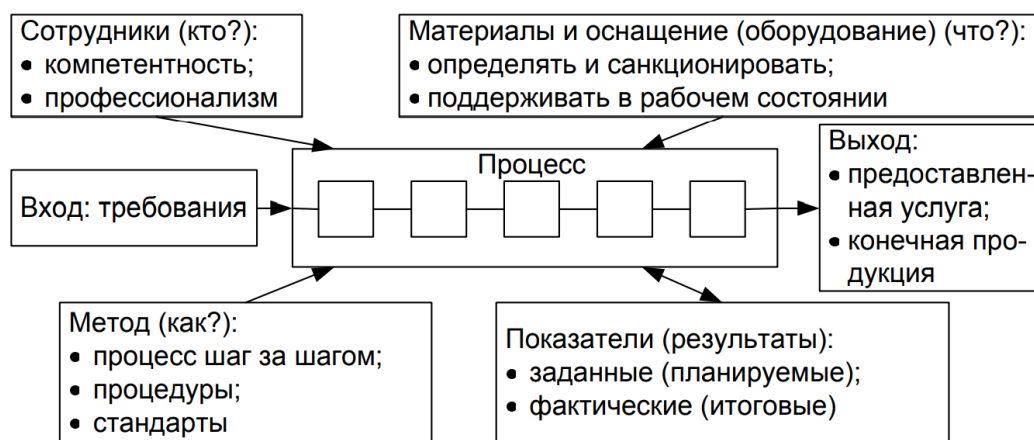 Сотрудники (кто?):
• компетентность;
• профессионализм
Материалы и оснащение (оборудование) (что?):
• определять и санкционировать;
• поддерживать в рабочем состоянии
Процесс
Вход: требования
Выход:
• предоставлен-
ная услуга;
• конечная про-
дукция
Метод (как?):
• процесс шаг за шагом;
• процедуры;
• стандарты
Показатели (результаты):
• заданные (планируемые);
• фактические (итоговые)